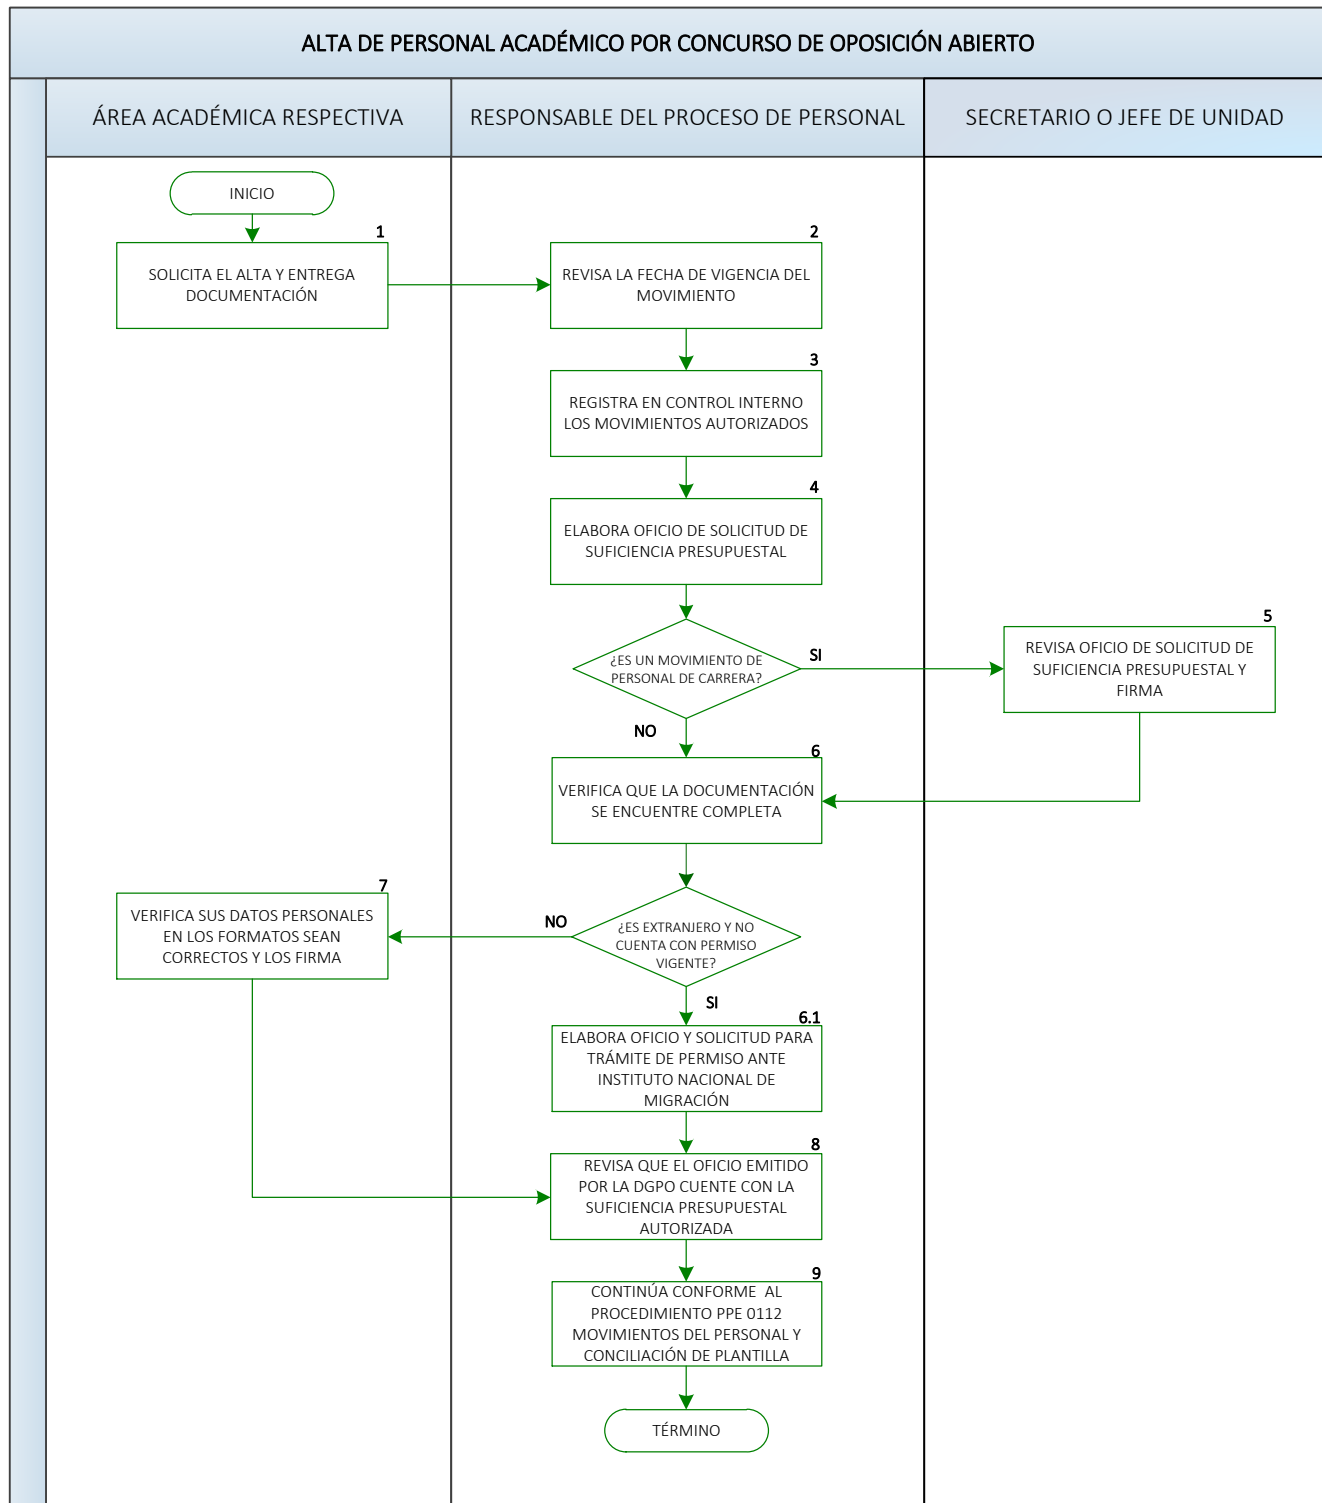 ALTA DE PERSONAL ACADÉMICO POR CONCURSO DE OPOSICIÓN ABIERTO
ÁREA ACADÉMICA RESPECTIVA
RESPONSABLE DEL PROCESO DE PERSONAL
SECRETARIO O JEFE DE UNIDAD
INICIO
1
SOLICITA EL ALTA Y ENTREGA
DOCUMENTACIÓN
2
REVISA LA FECHA DE VIGENCIA DEL
MOVIMIENTO
3
REGISTRA EN CONTROL INTERNO
LOS MOVIMIENTOS AUTORIZADOS
4
ELABORA OFICIO DE SOLICITUD DE
SUFICIENCIA PRESUPUESTAL
¿ES UN MOVIMIENTO DE
PERSONAL DE CARRERA?
SI
5
REVISA OFICIO DE SOLICITUD DE
SUFICIENCIA PRESUPUESTAL Y
FIRMA
NO
6
VERIFICA QUE LA DOCUMENTACIÓN
SE ENCUENTRE COMPLETA
7
VERIFICA SUS DATOS PERSONALES
EN LOS FORMATOS SEAN
CORRECTOS Y LOS FIRMA
NO
¿ES EXTRANJERO Y NO
CUENTA CON PERMISO
VIGENTE?
SI
6.1
ELABORA OFICIO Y SOLICITUD PARA
TRÁMITE DE PERMISO ANTE
INSTITUTO NACIONAL DE
MIGRACIÓN
8
REVISA QUE EL OFICIO EMITIDO
POR LA DGPO CUENTE CON LA
SUFICIENCIA PRESUPUESTAL
AUTORIZADA
9
CONTINÚA CONFORME AL
PROCEDIMIENTO PPE 0112
MOVIMIENTOS DEL PERSONAL Y
CONCILIACIÓN DE PLANTILLA
TÉRMINO